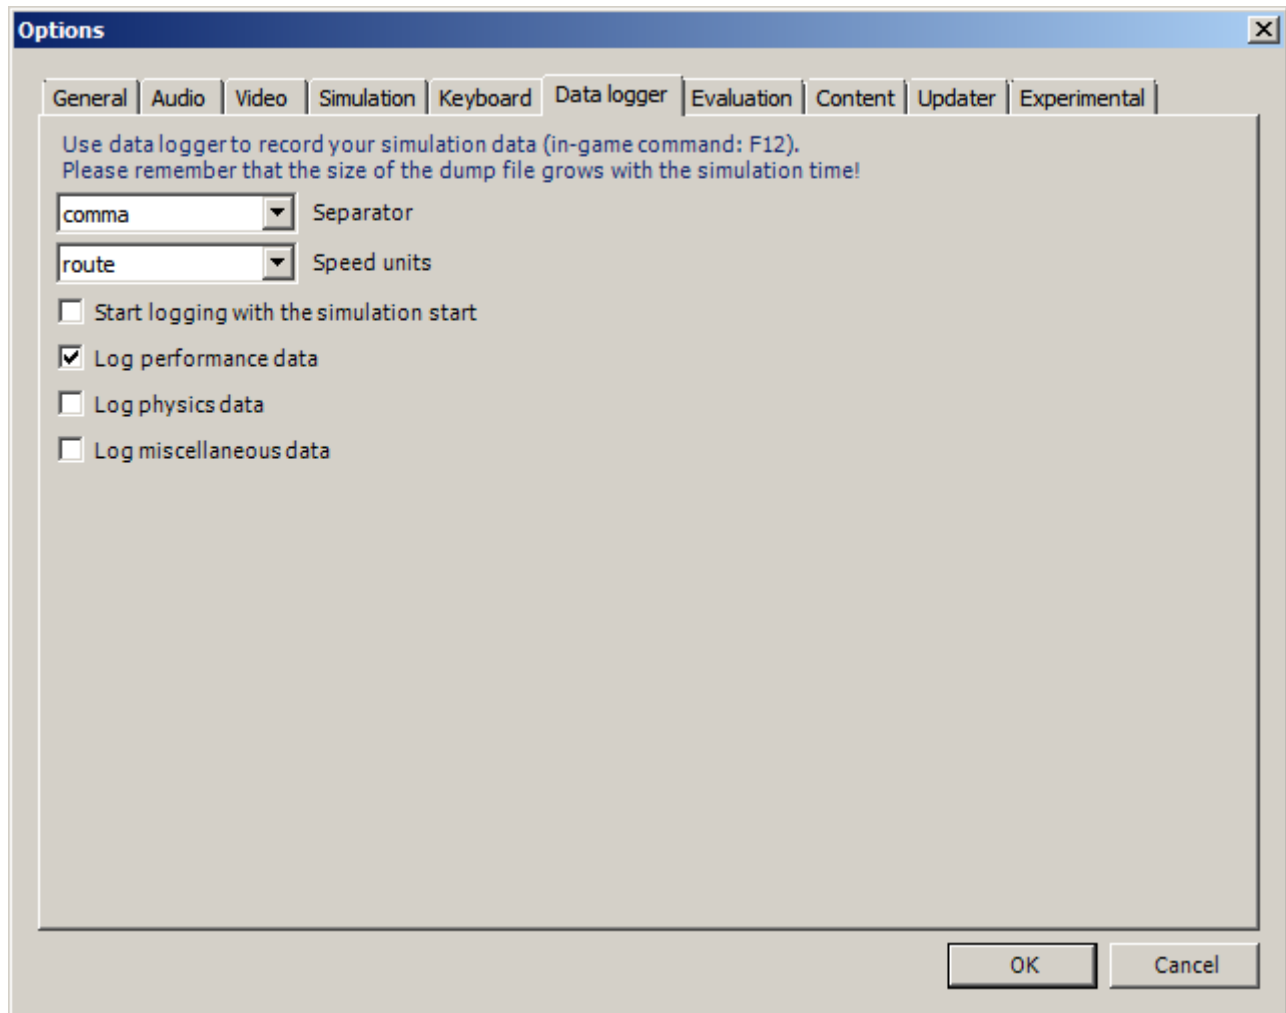 Options
General Audio Video Simulation Keyboard Data logger Evaluation Content Updater Experimental
Use data logger to record your simulation data (in-game command: F12).
Please remember that the size of the dump file grows with the simulation time!
comma Separator
route Speed units
Start logging with the simulation start
Log performance data
Log physics data
Log miscellaneous data
OK Cancel